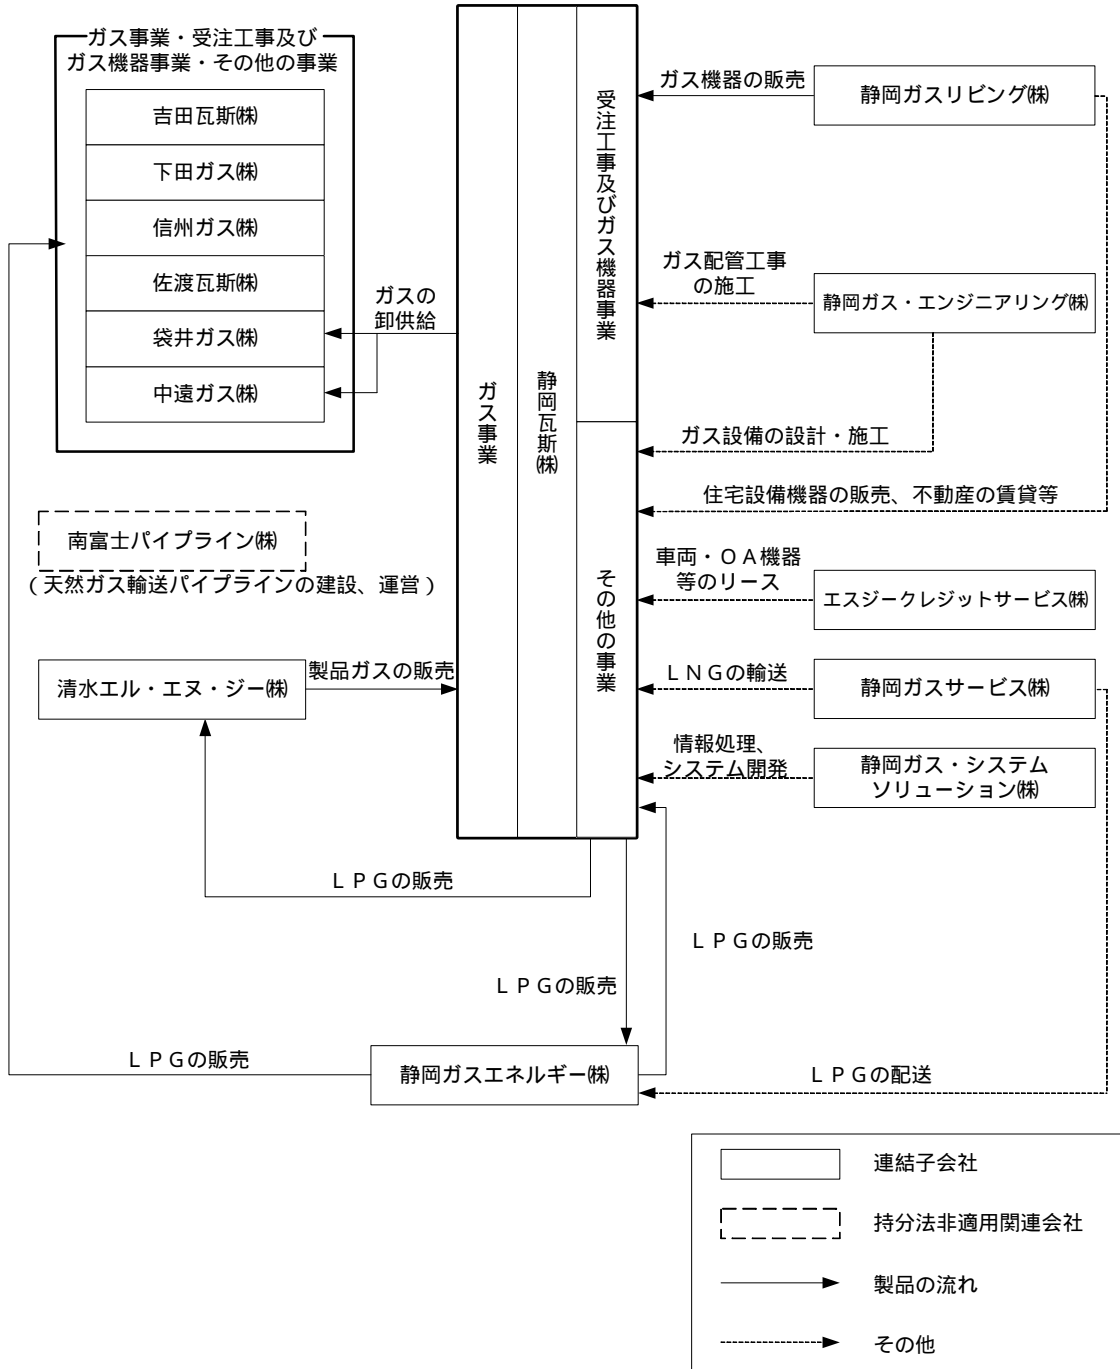 ガス事業・受注工事及び
ガス機器事業・その他の事業
吉田瓦斯㈱
下田ガス㈱
信州ガス㈱
佐渡瓦斯㈱
袋井ガス㈱
中遠ガス㈱
ガスの
卸供給
南富士パイプライン㈱
(天然ガス輸送パイプラインの建設、運営)
清水エル・エヌ・ジー㈱
製品ガスの販売
ガス事業
静岡瓦斯㈱
受注工事及びガス機器事業
その他の事業
ガス機器の販売
静岡ガスリビング㈱
ガス配管工事
の施工
静岡ガス・エンジニアリング㈱
ガス設備の設計・施工
住宅設備機器の販売、不動産の賃貸等
車両・OA機器
等のリース
エスジークレジットサービス㈱
LNGの輸送
静岡ガスサービス㈱
情報処理、
システム開発
静岡ガス・システム
ソリューション㈱
LPGの販売
LPGの販売
LPGの販売
LPGの販売
静岡ガスエネルギー㈱
LPGの配送
連結子会社
持分法非適用関連会社
製品の流れ
その他